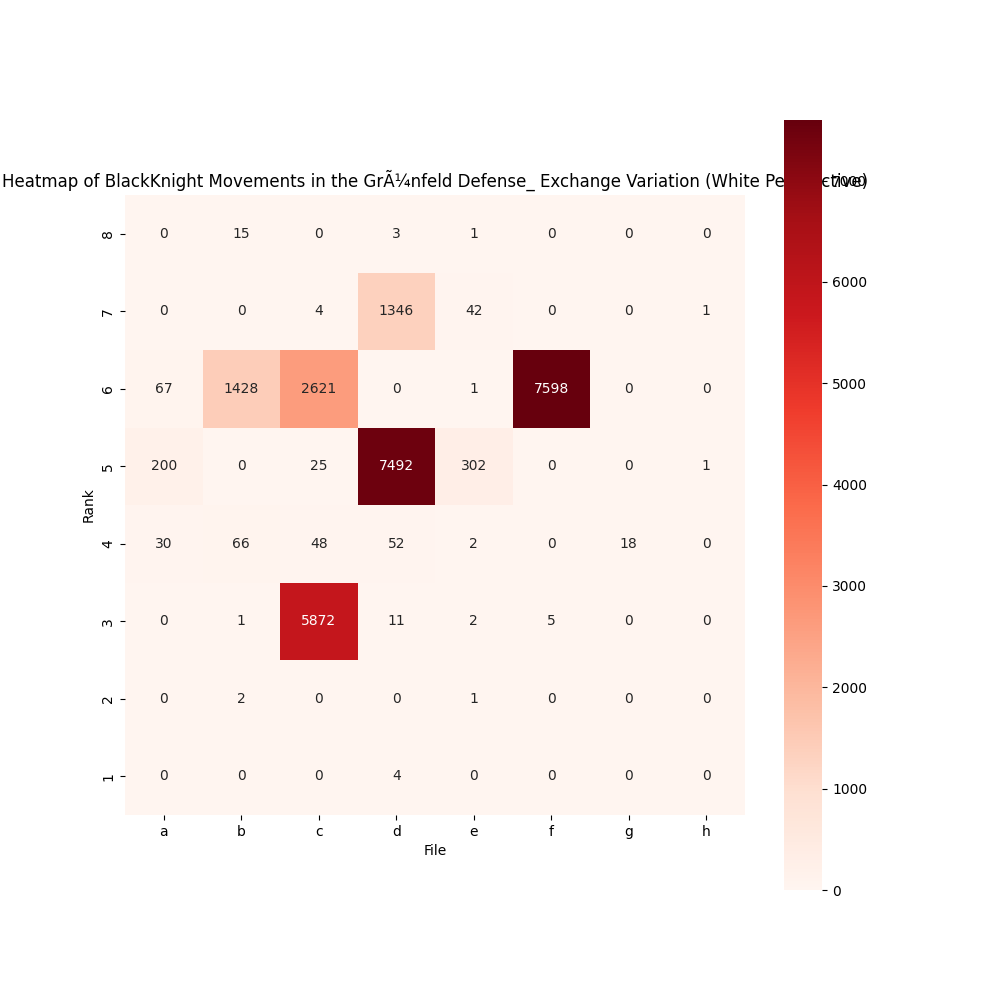 Heatmap of BlackKnight Movements in the GrÃ¼nfeld Defense_ Exchange Variation (White Pe ctive)
7000
8 0 15 0 3 1 0 0 0
6000
7 0 0 4 1346 42 0 0 1
6 67 1428 2621 0 1 7598 0 0
5000
5 200 0 25 7492 302 0 0 1
4000
Rank
4 30 66 48 52 2 0 18 0
3000
3 0 1 5872 11 2 5 0 0
2000
2 0 2 0 0 1 0 0 0
1 0 0 0 4 0 0 0 0
1000
a b c d e f g h
File
0